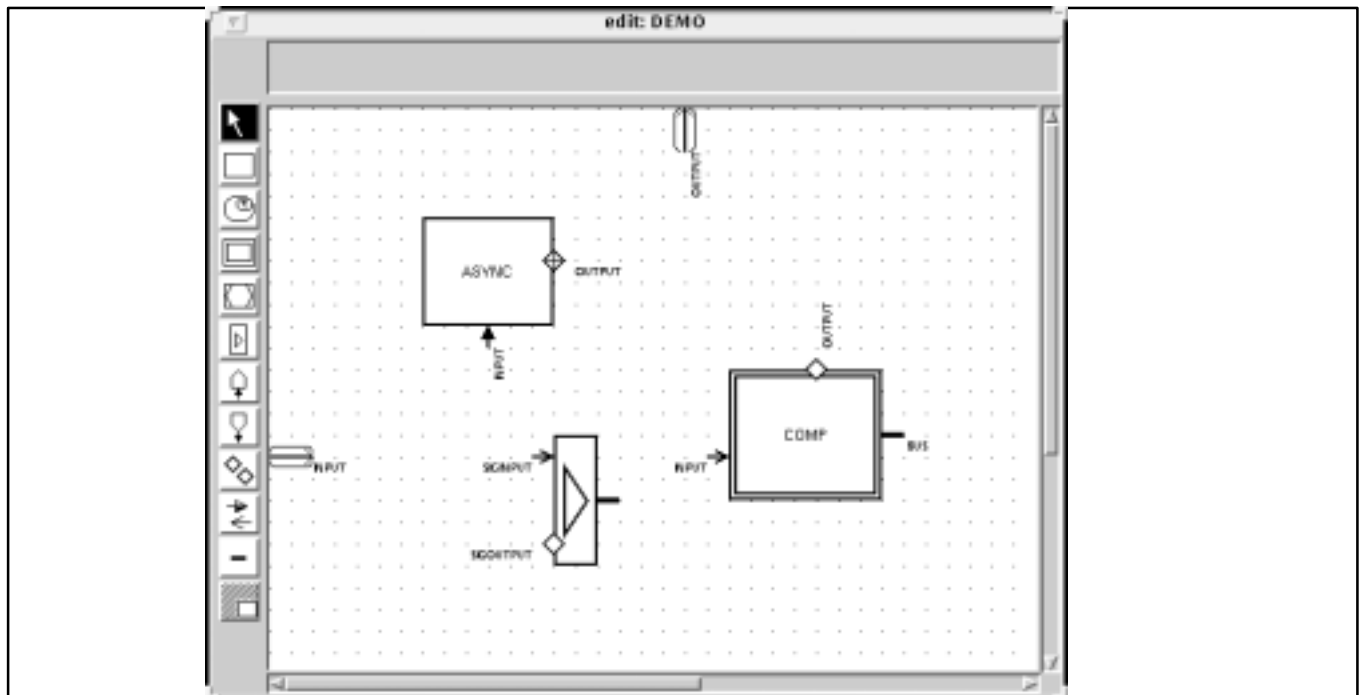 edit: DEMO
OUTPUT
ASYNC
OUTPUT
OUTPUT
INPUT
COMP
BUS
INPUT
SIGINPUT
INPUT
SIGOUTPUT